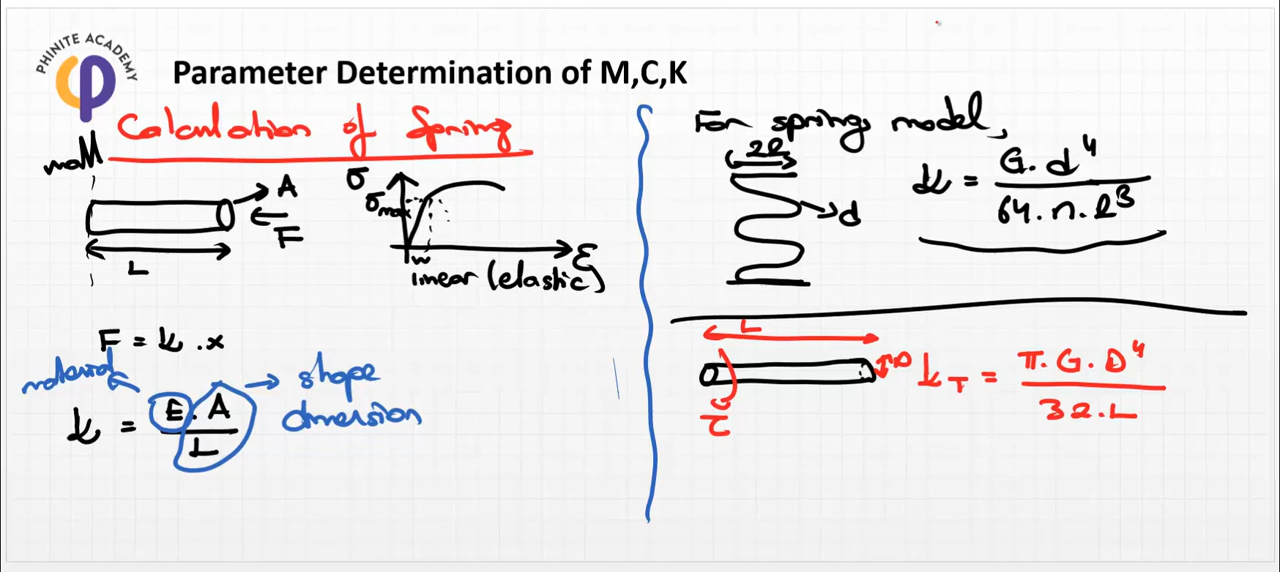 PHINITE ACADEMY
Parameter Determination of M,C,K
Calculation of Spring
A
F
L
σ
σmax
ε
linear (elastic)
F = k . x
material
k = E . A / L
shape
dimension
For springs model,
2R
d
k = G . d⁴ / 64 . n . R³
L
D
τ
k_T = π . G . D⁴ / 32 . L